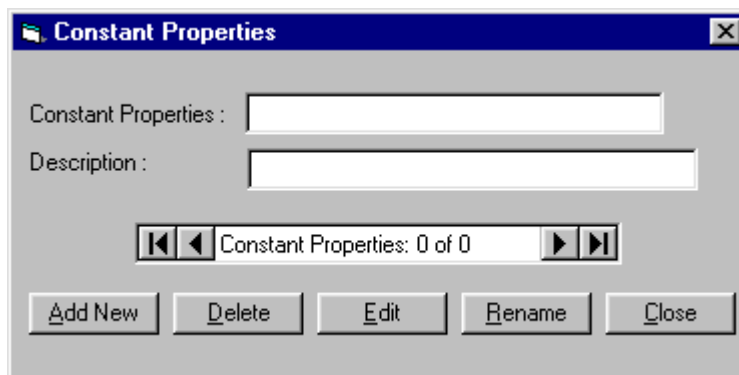 Constant Properties
Constant Properties :
Description :
Constant Properties: 0 of 0
Add New Delete Edit Rename Close